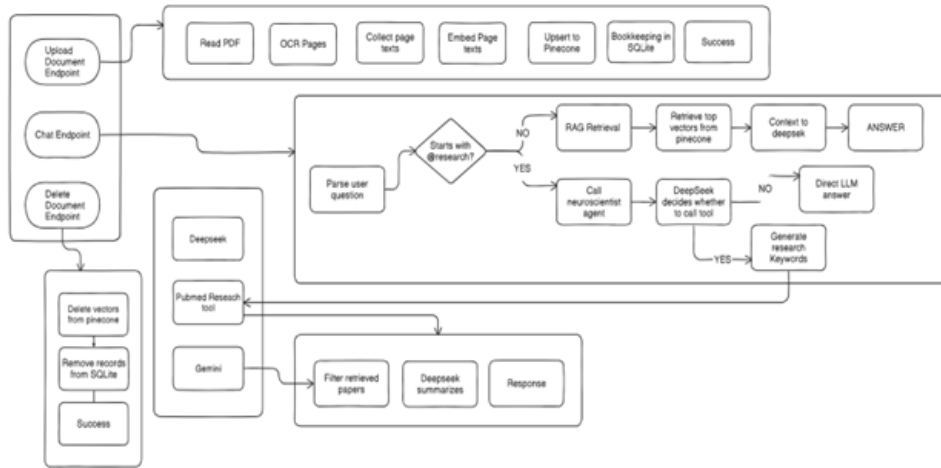 Upload
Document
Endpoint
Read PDF
OCR Pages
Collect page
texts
Embed Page
texts
Upsert to
Pinecone
Bookkeeping in
SQLite
Success
Chat Endpoint
Delete
Document
Endpoint
Parse user
question
Starts with
@research?
NO
YES
RAG Retrieval
Retrieve top
vectors from
pinecone
Context to
deepsek
ANSWER
Call
neuroscientist
agent
DeepSeek
decides whether
to call tool
NO
Direct LLM
answer
YES
Generate
research
Keywords
Deepseek
Pubmed Reseach
tool
Gemini
Delete vectors
from pinecone
Remove records
from SQLite
Success
Filter retrieved
papers
Deepseek
summarizes
Response